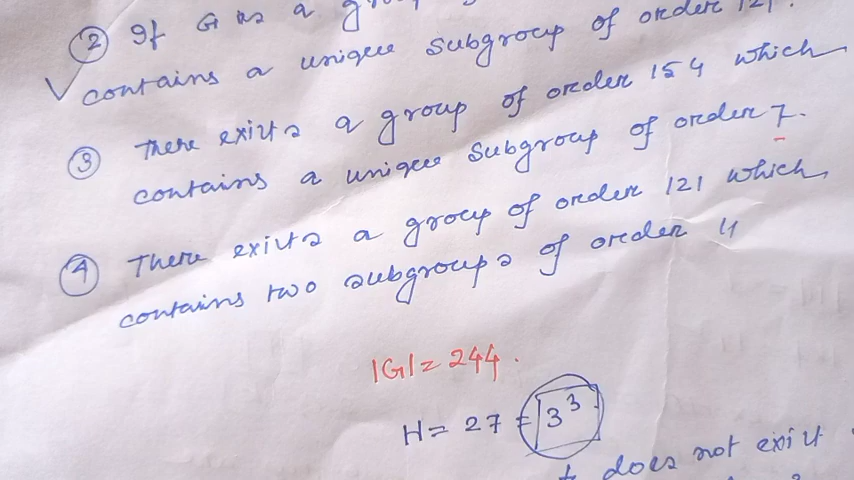 ② If G is a
contains a unique subgroup of order 121.
③ There exists a group of order 154 which
contains a unique subgroup of order 7.
④ There exists a group of order 121 which
contains two subgroups of order 11
|G| = 244.
H = 27 = 3³
does not exist